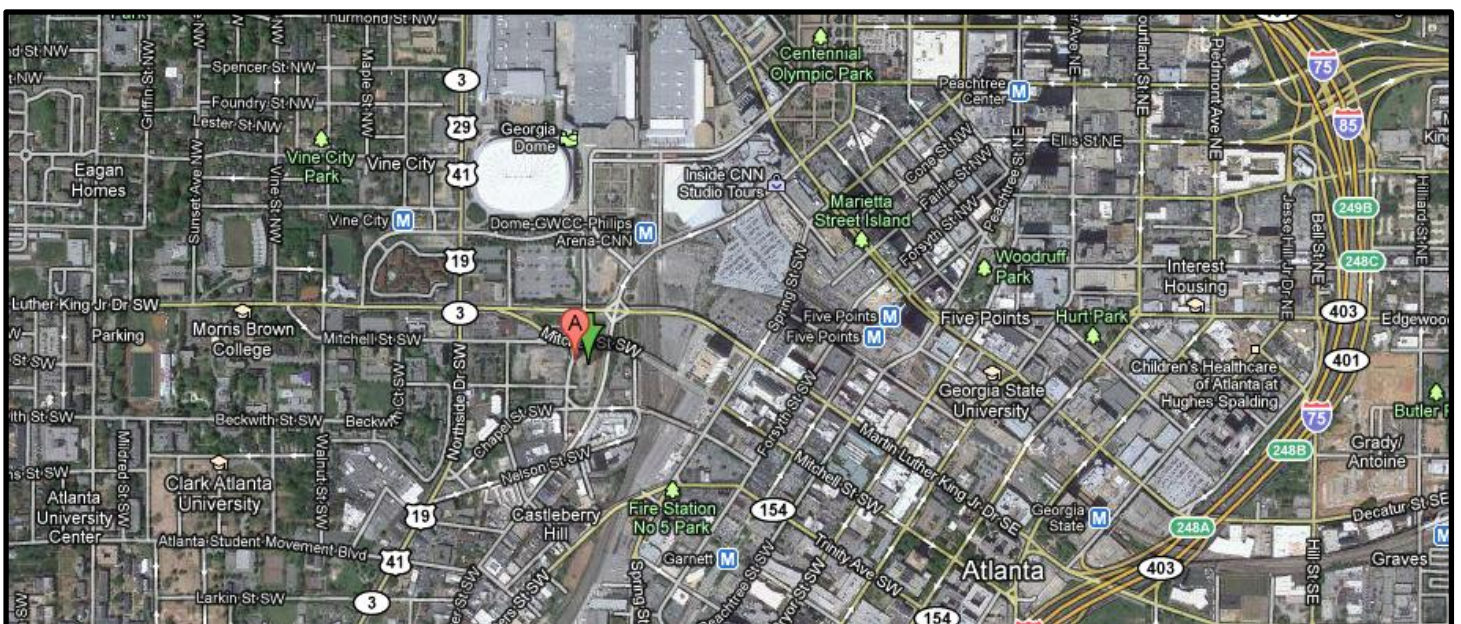 Thurmond St NW
Spencer St NW
Foundry St NW
Lester St NW
Griffin St NW
Sunset Ave NW
Vine St NW
Maple St NW
3
29
41
19
3
Georgia
Dome
Centennial
Olympic Park
Peachtree
Center
M
Piedmont Ave NE
Ellis St NE
75
85
Eagan
Homes
Vine City
Park
Vine City
Vine City
M
Dome-GWCC-Philips
Arena-CNN
M
Inside CNN
Studio Tours
Cone St NW
Fairlie St NW
Forsyth St NW
Peachtree St NE
Marietta
Street Island
Woodruff
Park
Jesse Hill Jr Dr NE
Bell St NE
Hilliard St NE
249B
248C
Interest
Housing
Luther King Jr Dr SW
Parking
Morris Brown
College
Mitchell St SW
A
St SW
Spring St SW
Five Points
M
Five Points
M
Five Points
Hurt Park
403
401
Georgia State
University
Children's Healthcare
of Atlanta at
Hughes Spalding
75
Northside Dr SW
Chapel St SW
Beckwith St SW
Nelson St SW
Mildred St SW
Walnut St SW
Clark Atlanta
University
Atlanta
University
Center
Atlanta Student Movement Blvd
Larkin St SW
19
41
3
Castleberry
Hill
Fire Station
No 5 Park
Garnett
M
154
Forsyth St SW
Mitchell St SW
Martin Luther King Jr Dr SE
Trinity Ave SW
Peachtree St SW
Georgia
State
M
Atlanta
154
403
248A
248B
Grady/
Antoine
Decatur St SE
Hill St SE
Graves
M